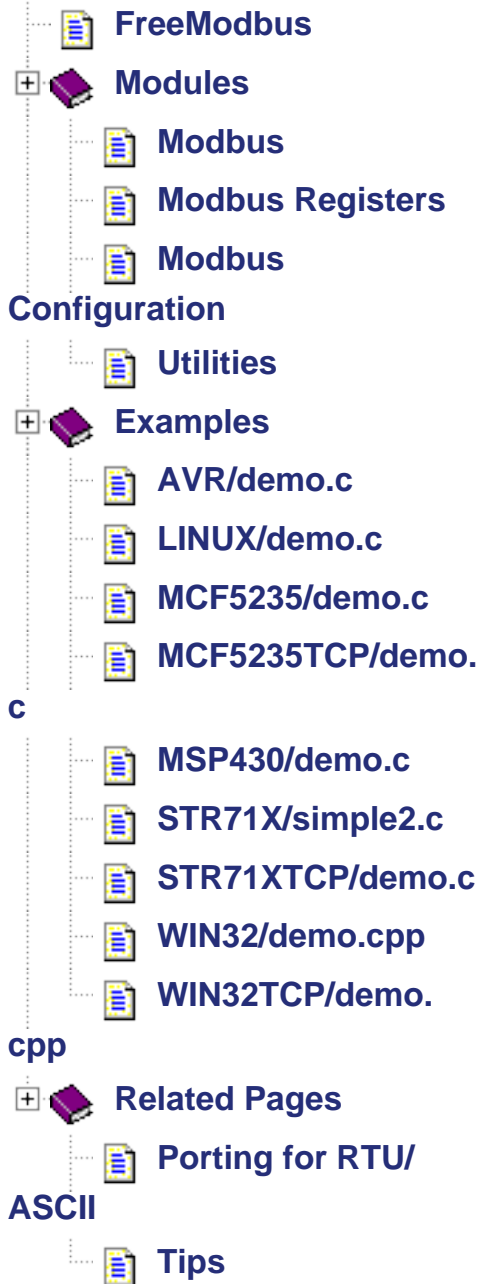 FreeModbus
Modules
Modbus
Modbus Registers
Modbus
Configuration
Utilities
Examples
AVR/demo.c
LINUX/demo.c
MCF5235/demo.c
MCF5235TCP/demo.
c
MSP430/demo.c
STR71X/simple2.c
STR71XTCP/demo.c
WIN32/demo.cpp
WIN32TCP/demo.
cpp
Related Pages
Porting for RTU/
ASCII
Tips